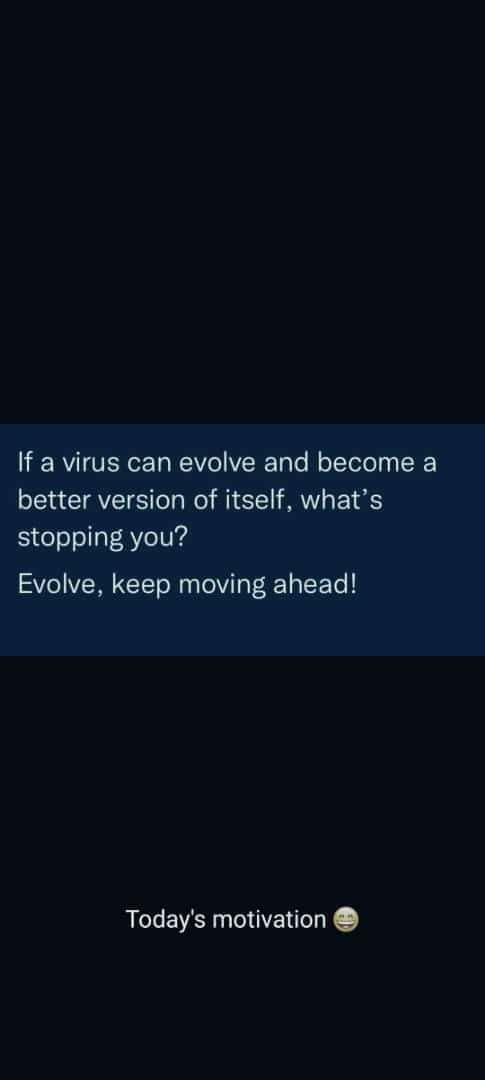 If a virus can evolve and become a
better version of itself, what’s
stopping you?
Evolve, keep moving ahead!
Today's motivation 😄